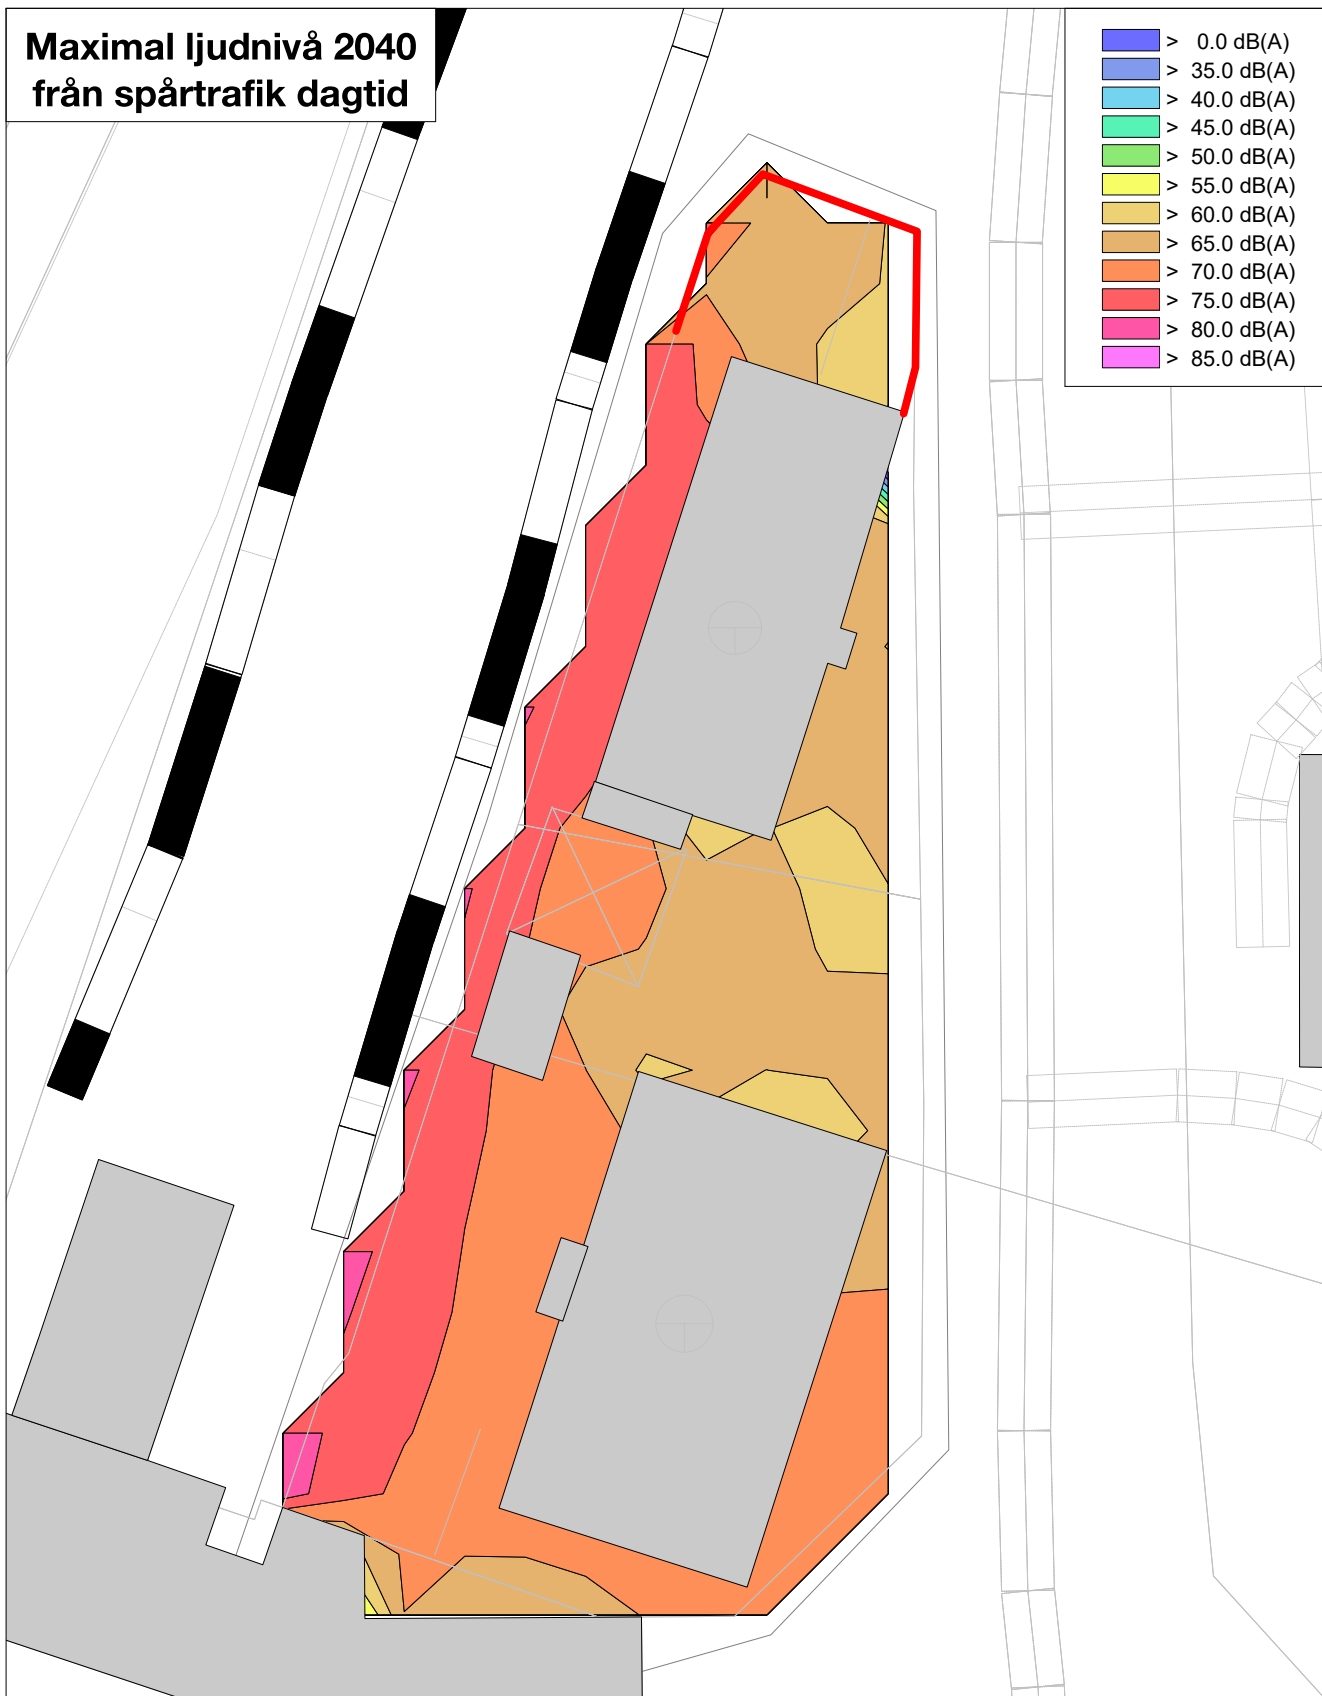 Maximal ljudnivå 2040
från spårtrafik dagtid
> 0.0 dB(A)
> 35.0 dB(A)
> 40.0 dB(A)
> 45.0 dB(A)
> 50.0 dB(A)
> 55.0 dB(A)
> 60.0 dB(A)
> 65.0 dB(A)
> 70.0 dB(A)
> 75.0 dB(A)
> 80.0 dB(A)
> 85.0 dB(A)